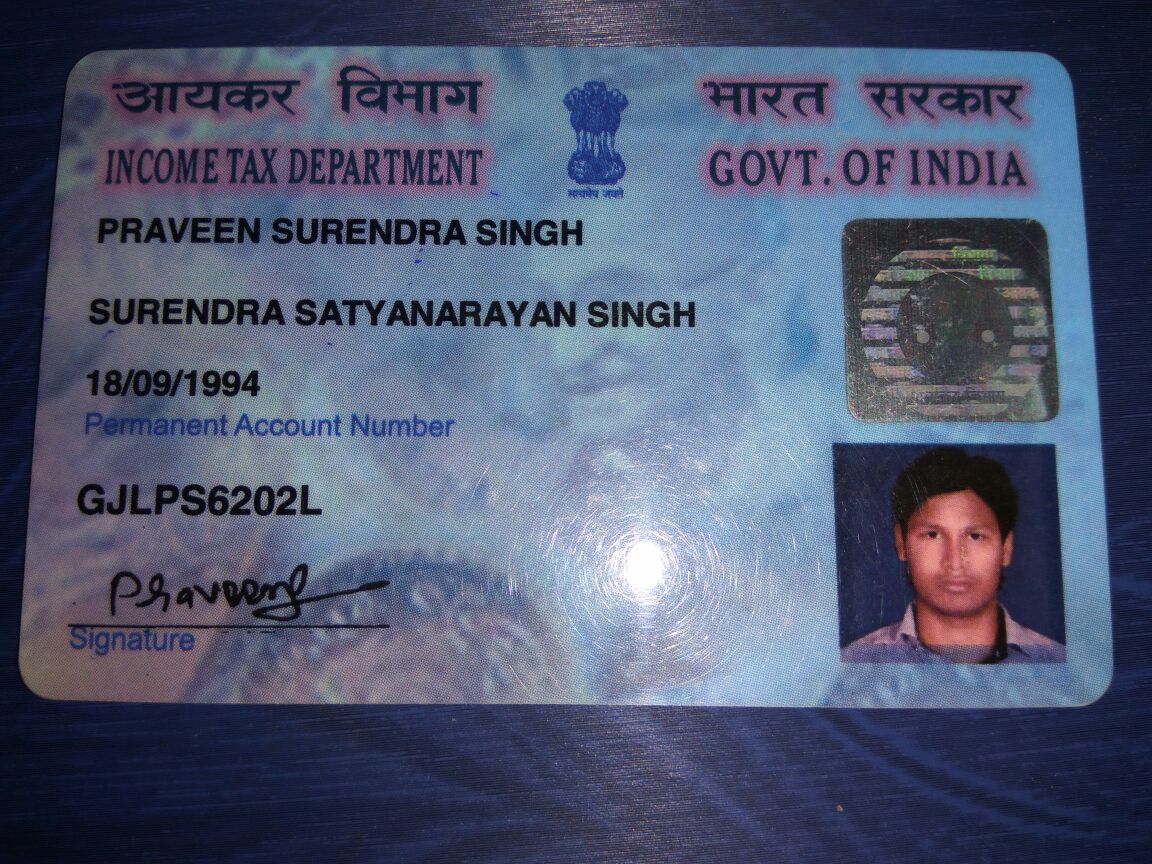 आयकर विभाग
INCOME TAX DEPARTMENT
भारत सरकार
GOVT. OF INDIA
सत्यमेव जयते
PRAVEEN SURENDRA SINGH
SURENDRA SATYANARAYAN SINGH
18/09/1994
Permanent Account Number
GJLPS6202L
Praveens
Signature